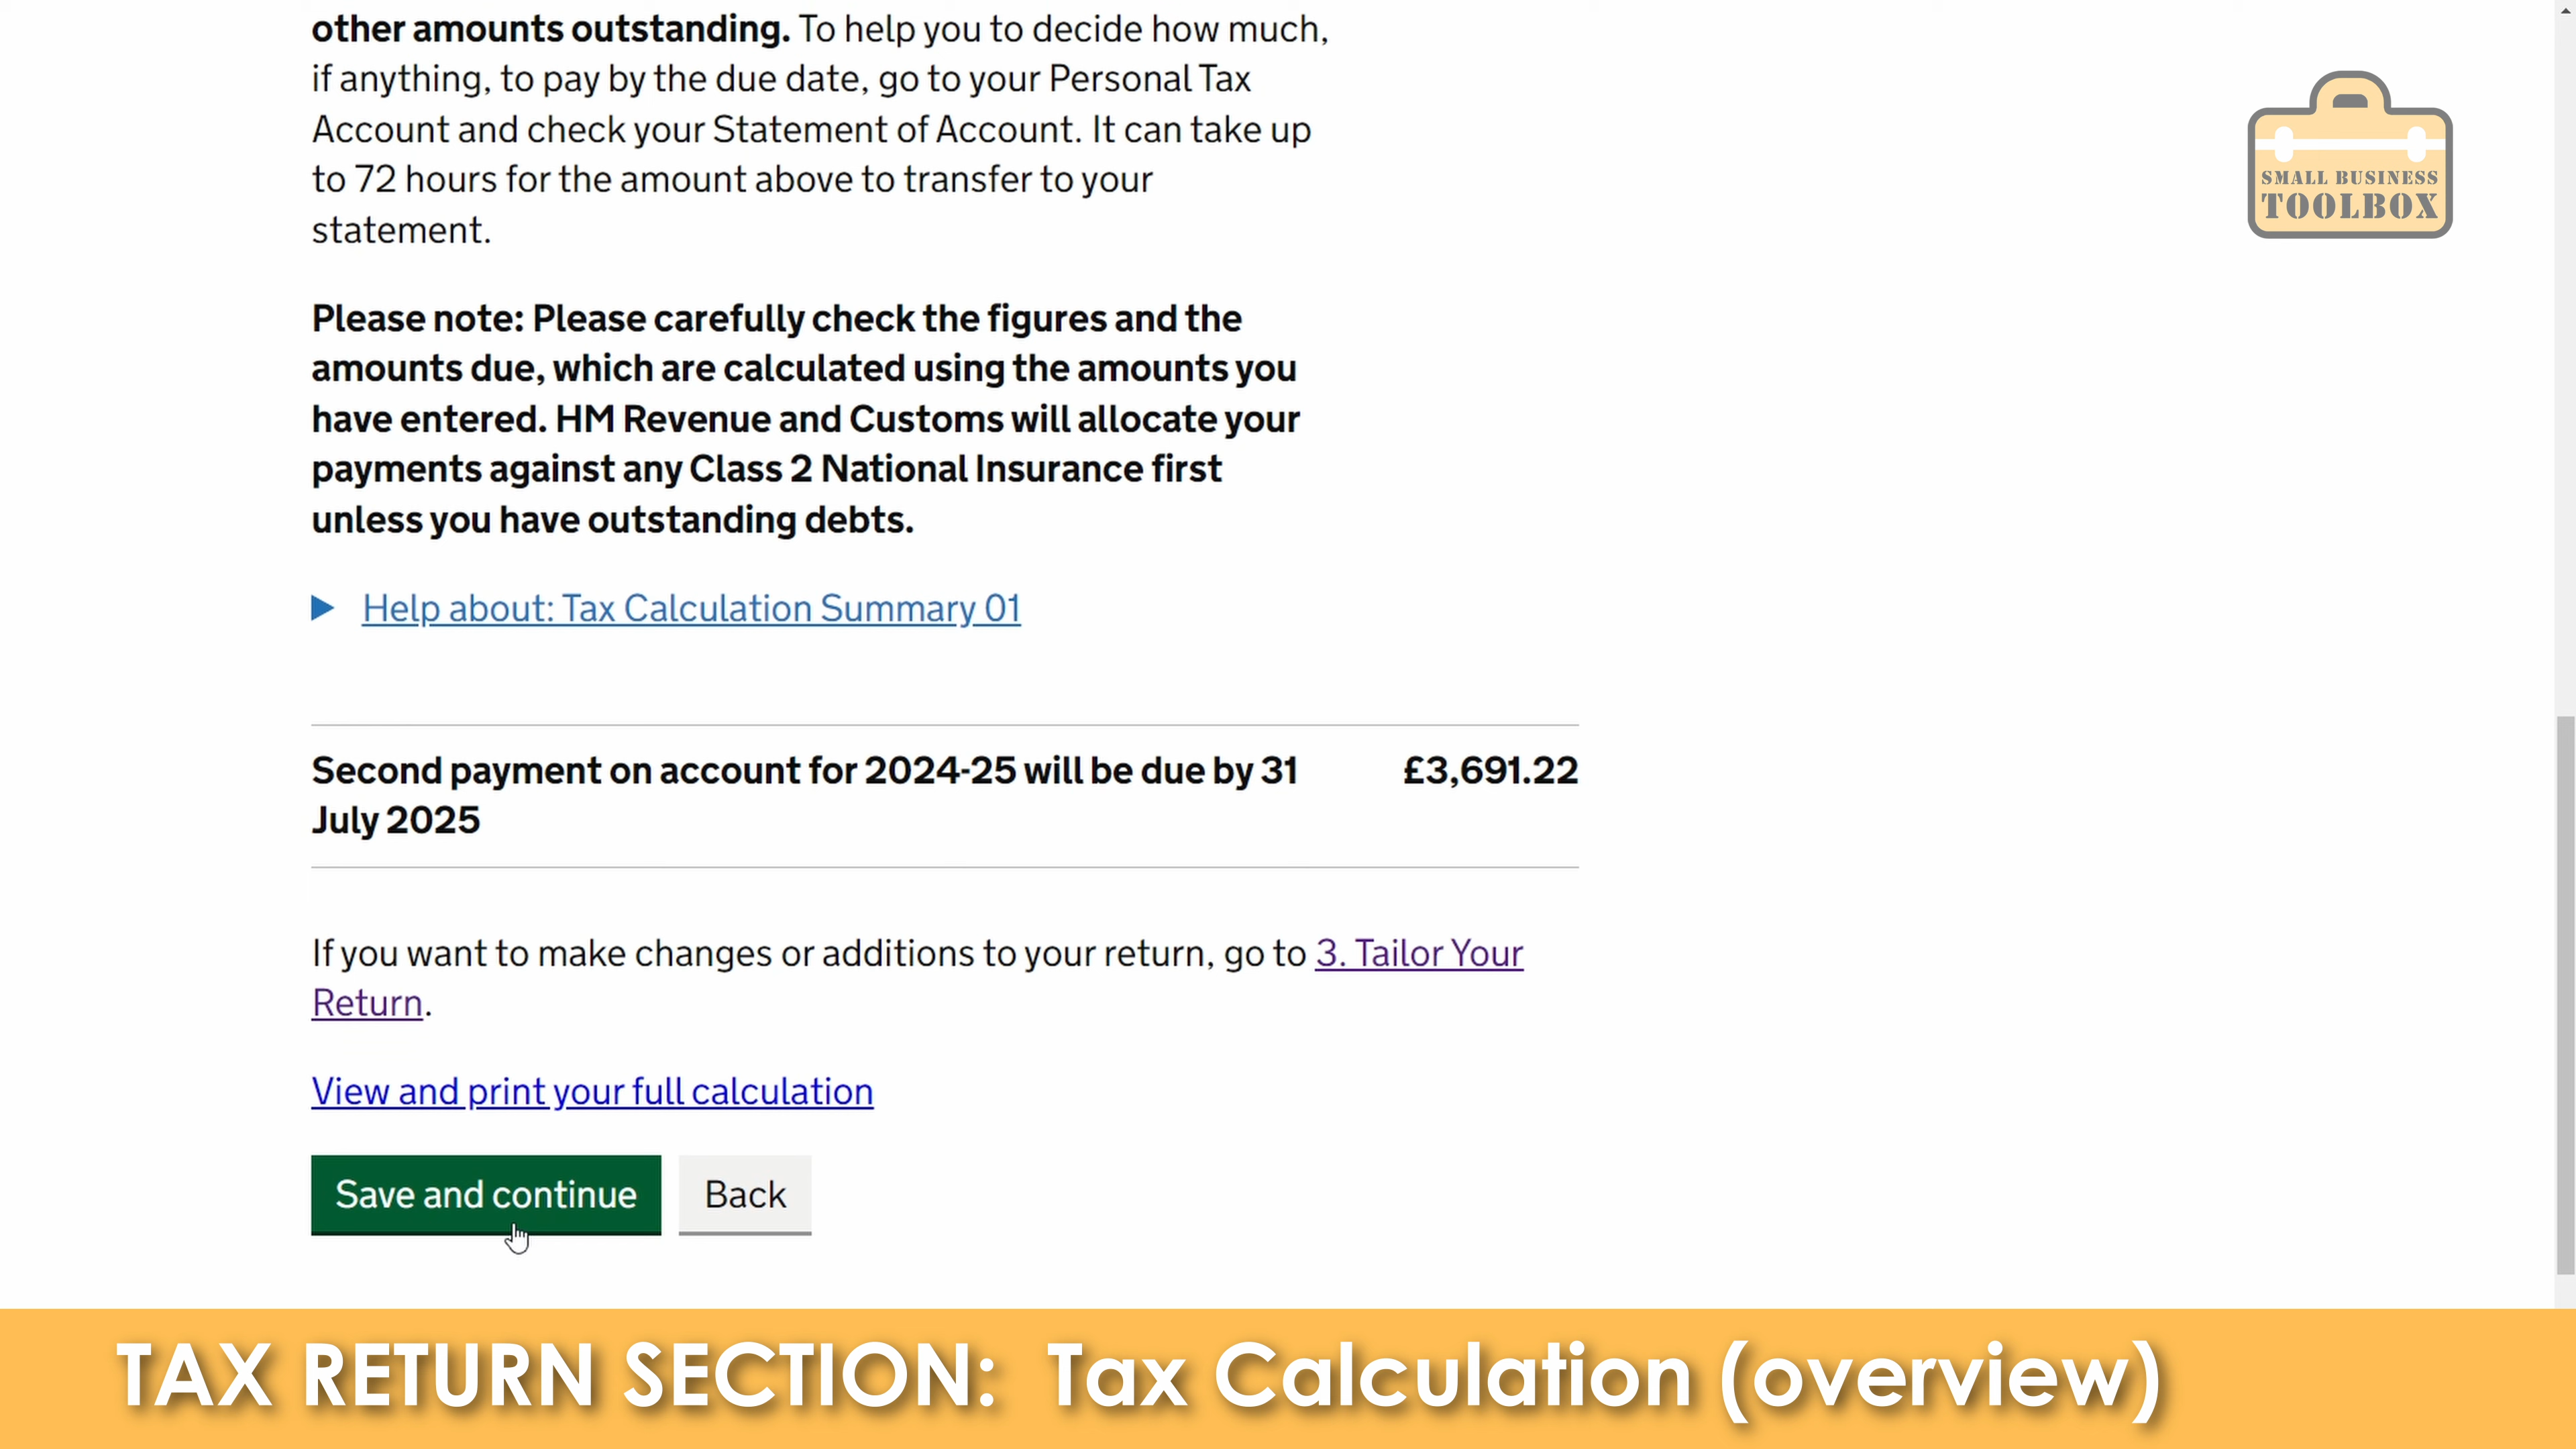 other amounts outstanding. To help you to decide how much,
if anything, to pay by the due date, go to your Personal Tax
Account and check your Statement of Account. It can take up
to 72 hours for the amount above to transfer to your
statement.
SMALL BUSINESS
TOOLBOX
Please note: Please carefully check the figures and the
amounts due, which are calculated using the amounts you
have entered. HM Revenue and Customs will allocate your
payments against any Class 2 National Insurance first
unless you have outstanding debts.
Help about: Tax Calculation Summary 01
Second payment on account for 2024-25 will be due by 31 £3,691.22
July 2025
If you want to make changes or additions to your return, go to 3. Tailor Your
Return.
View and print your full calculation
Save and continue Back
TAX RETURN SECTION: Tax Calculation (overview)